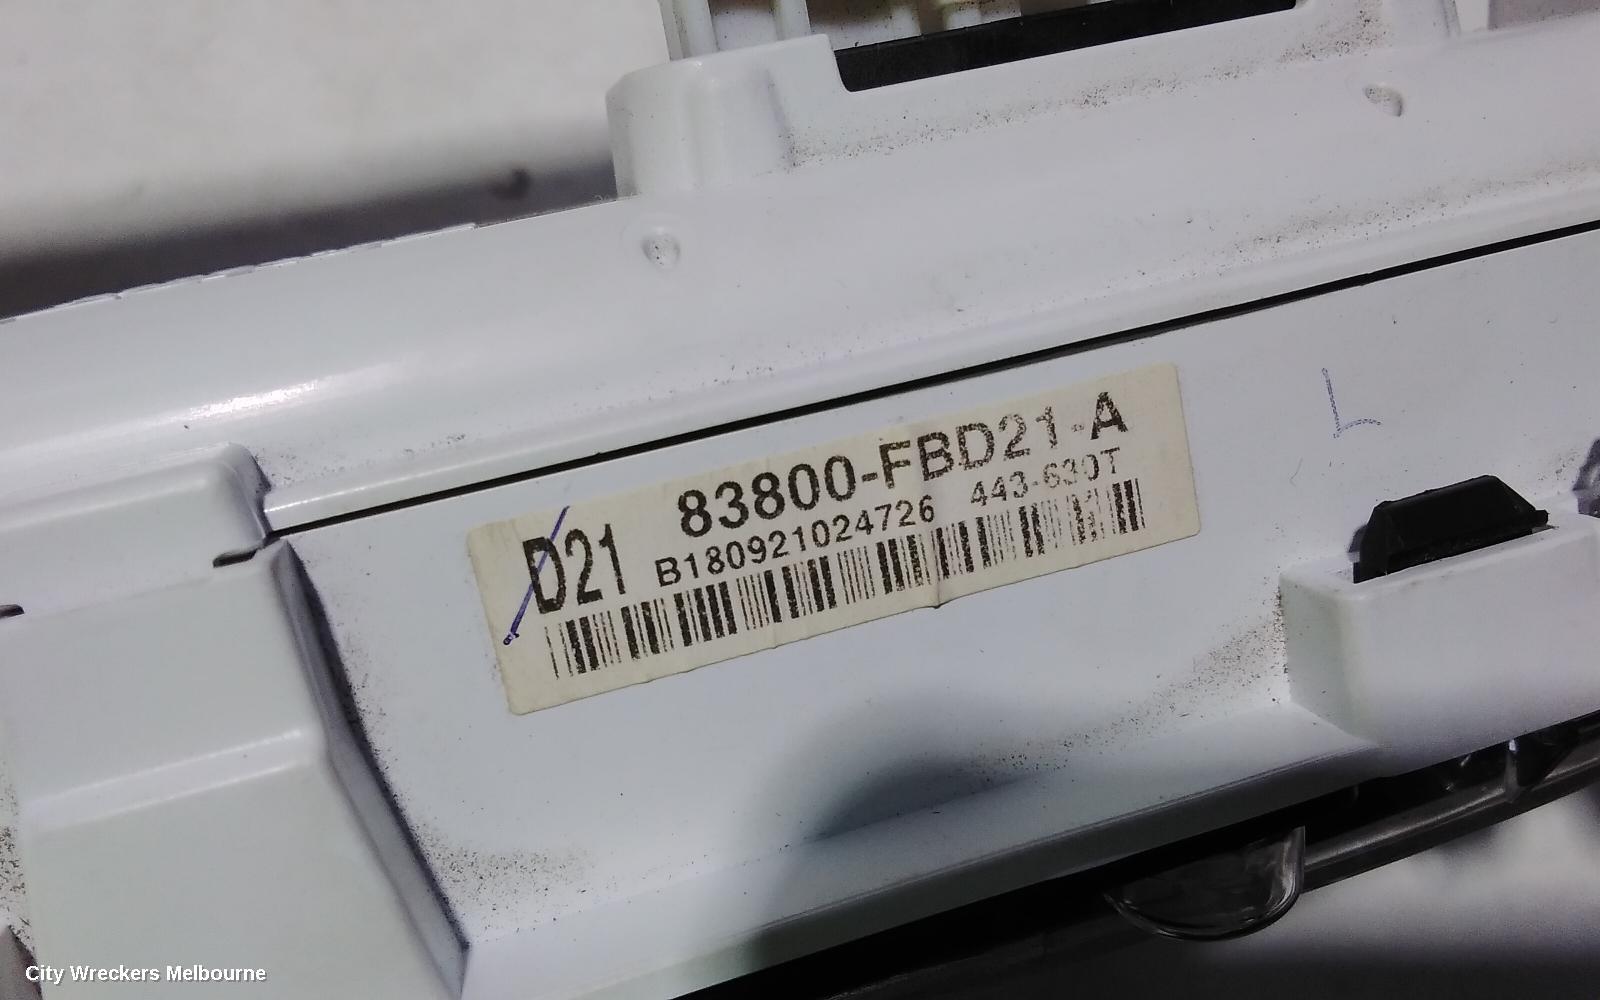 83800-FBD21-A
D21 B180921024726 443-630T
L
City Wreckers Melbourne